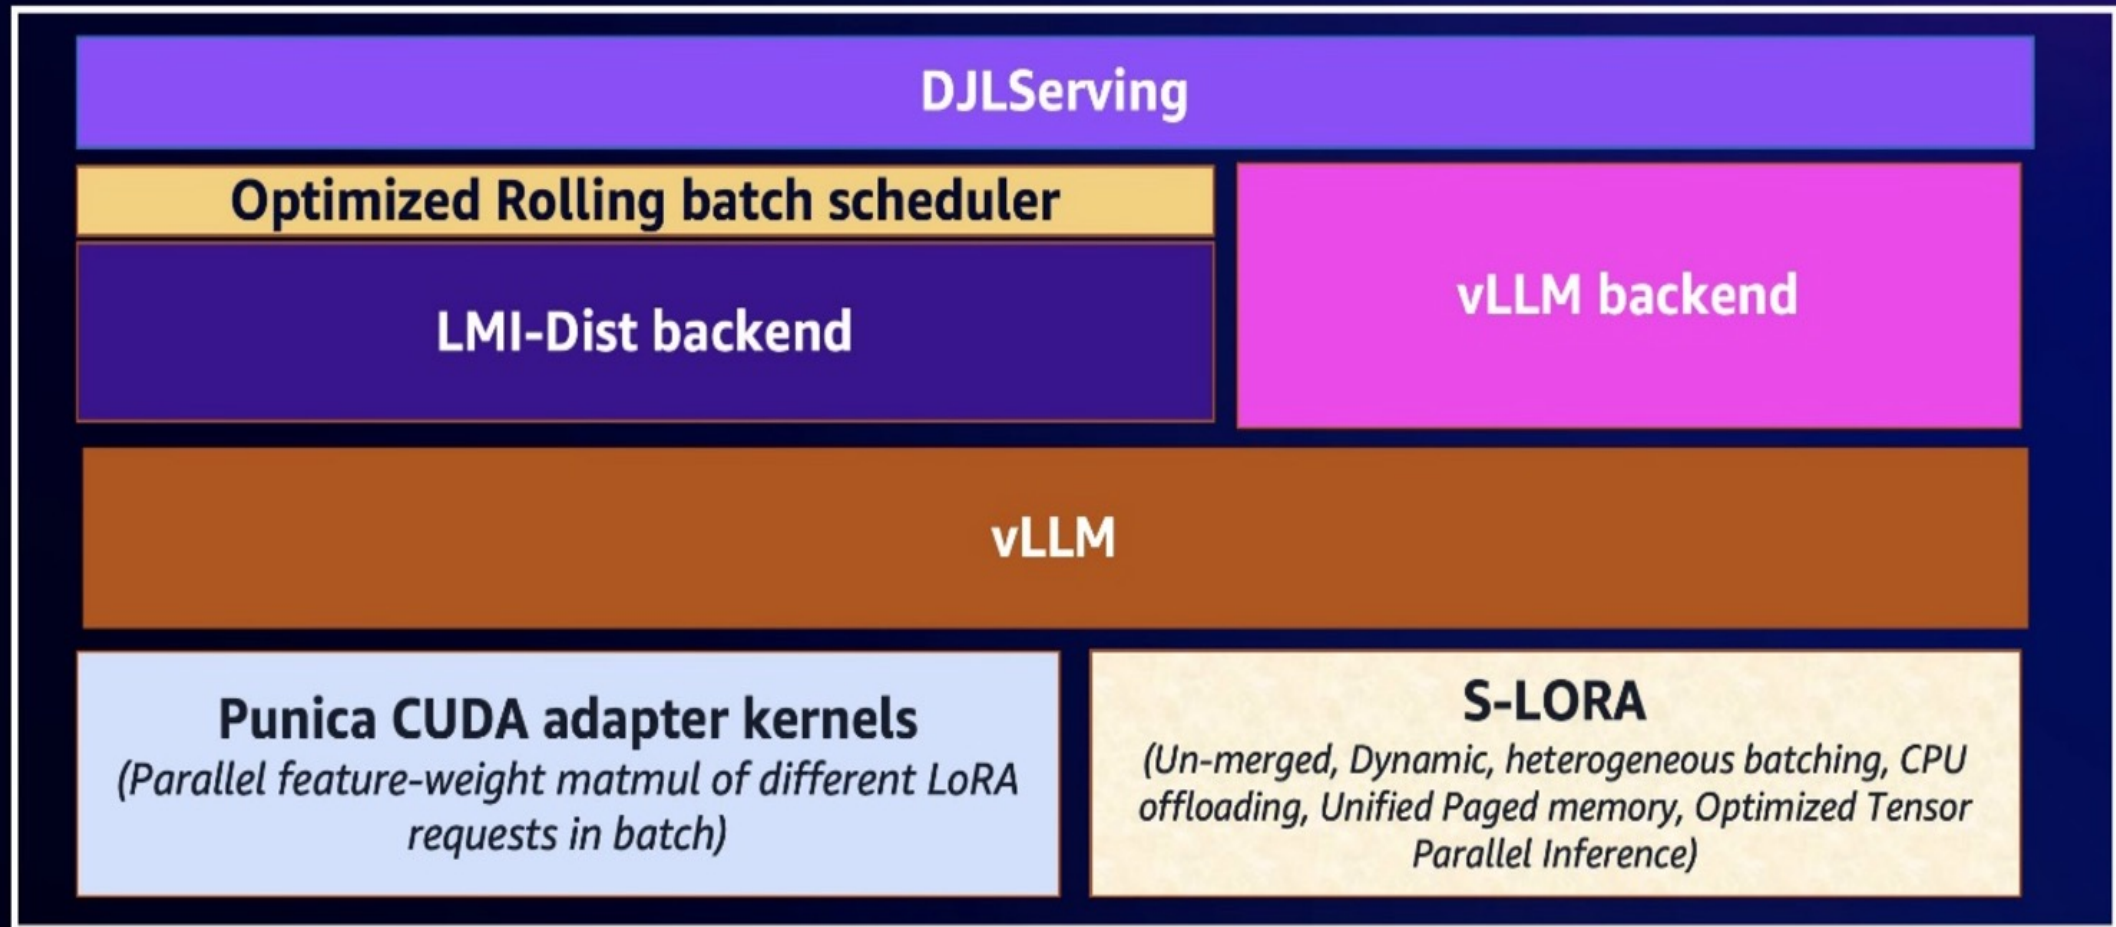 DJLServing
Optimized Rolling batch scheduler
LMI-Dist backend
vLLM backend
vLLM
Punica CUDA adapter kernels
(Parallel feature-weight matmul of different LoRA
requests in batch)
S-LORA
(Un-merged, Dynamic, heterogeneous batching, CPU
offloading, Unified Paged memory, Optimized Tensor
Parallel Inference)